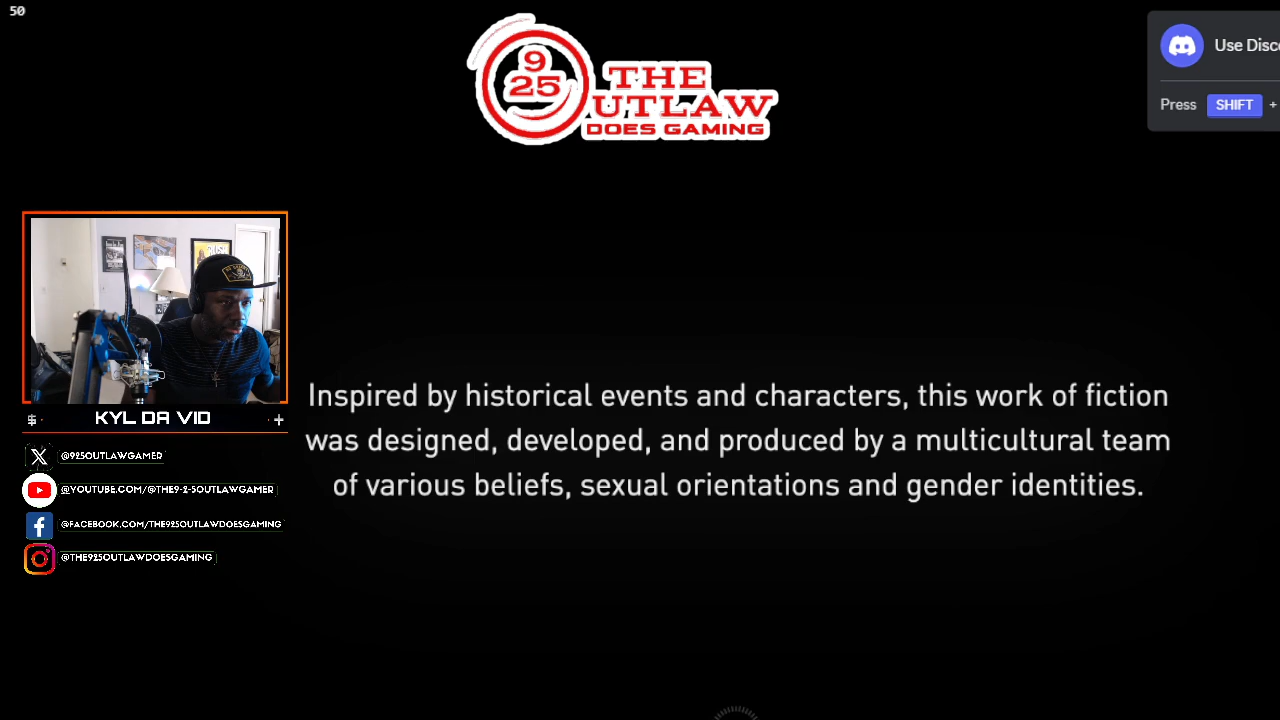 50
9
25
THE
OUTLAW
DOES GAMING
Use Disc
Press SHIFT +
KYL DA VID
@925OUTLAWGAMER
@YOUTUBE.COM/@THE9-2-5OUTLAWGAMER
@FACEBOOK.COM/THE925OUTLAWDOESGAMING
@THE925OUTLAWDOESGAMING
Inspired by historical events and characters, this work of fiction
was designed, developed, and produced by a multicultural team
of various beliefs, sexual orientations and gender identities.